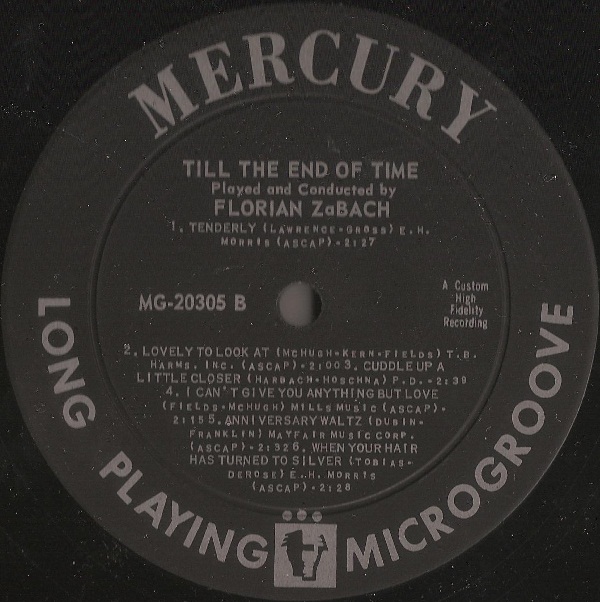 MERCURY
TILL THE END OF TIME
Played and Conducted by
FLORIAN ZaBACH
1. TENDERLY (LAWRENCE-GROSS) E.H.
MORRIS (ASCAP)-2:27
MG-20305 B
A Custom
High
Fidelity
Recording
2. LOVELY TO LOOK AT (MCHUGH-KERN-FIELDS) T.B.
HARMS, INC. (ASCAP)-2:00 3. CUDDLE UP A
LITTLE CLOSER (HARBACH-HOSCHNA) P.D.-2:39
4. I CAN'T GIVE YOU ANYTHING BUT LOVE
(FIELDS-MCHUGH) MILLS MUSIC (ASCAP)-
2:15 5. ANNIVERSARY WALTZ (DUBIN-
FRANKLIN) MAYFAIR MUSIC CORP.
(ASCAP)-2:32 6. WHEN YOUR HAIR
HAS TURNED TO SILVER (TOBIAS-
DEROSE) E.H. MORRIS
(ASCAP)-2:28
LONG PLAYING MICROGROOVE